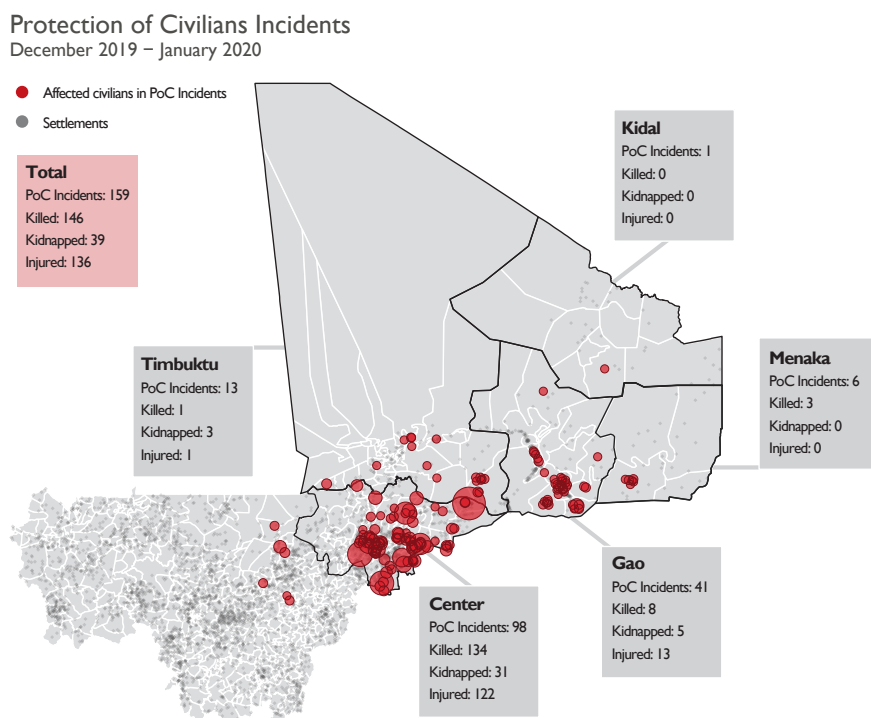 Protection of Civilians Incidents
December 2019 – January 2020
Affected civilians in PoC Incidents
Settlements
Total
PoC Incidents: 159
Killed: 146
Kidnapped: 39
Injured: 136
Kidal
PoC Incidents: 1
Killed: 0
Kidnapped: 0
Injured: 0
Timbuktu
PoC Incidents: 13
Killed: 1
Kidnapped: 3
Injured: 1
Menaka
PoC Incidents: 6
Killed: 3
Kidnapped: 0
Injured: 0
Gao
PoC Incidents: 41
Killed: 8
Kidnapped: 5
Injured: 13
Center
PoC Incidents: 98
Killed: 134
Kidnapped: 31
Injured: 122